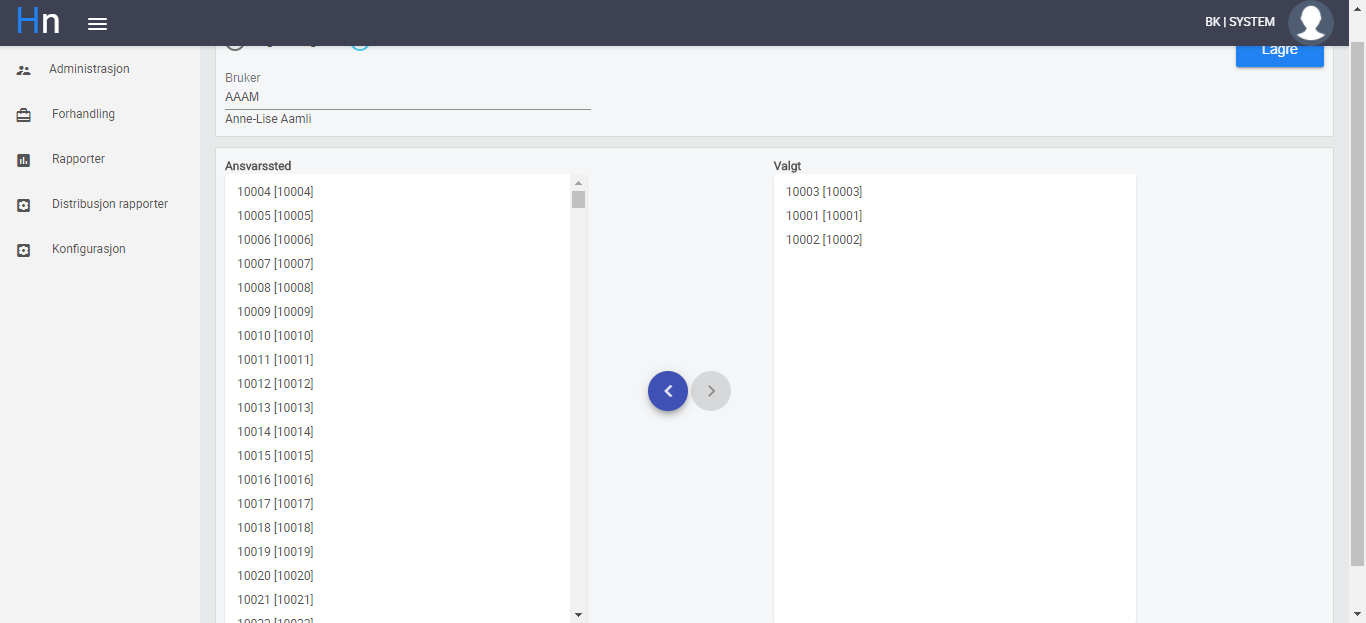 Hn
BK | SYSTEM
Administrasjon
Forhandling
Rapporter
Distribusjon rapporter
Konfigurasjon
Lagre
Bruker
AAAM
Anne-Lise Aamli
Ansvarssted
10004 [10004]
10005 [10005]
10006 [10006]
10007 [10007]
10008 [10008]
10009 [10009]
10010 [10010]
10011 [10011]
10012 [10012]
10013 [10013]
10014 [10014]
10015 [10015]
10016 [10016]
10017 [10017]
10018 [10018]
10019 [10019]
10020 [10020]
10021 [10021]
Valgt
10003 [10003]
10001 [10001]
10002 [10002]